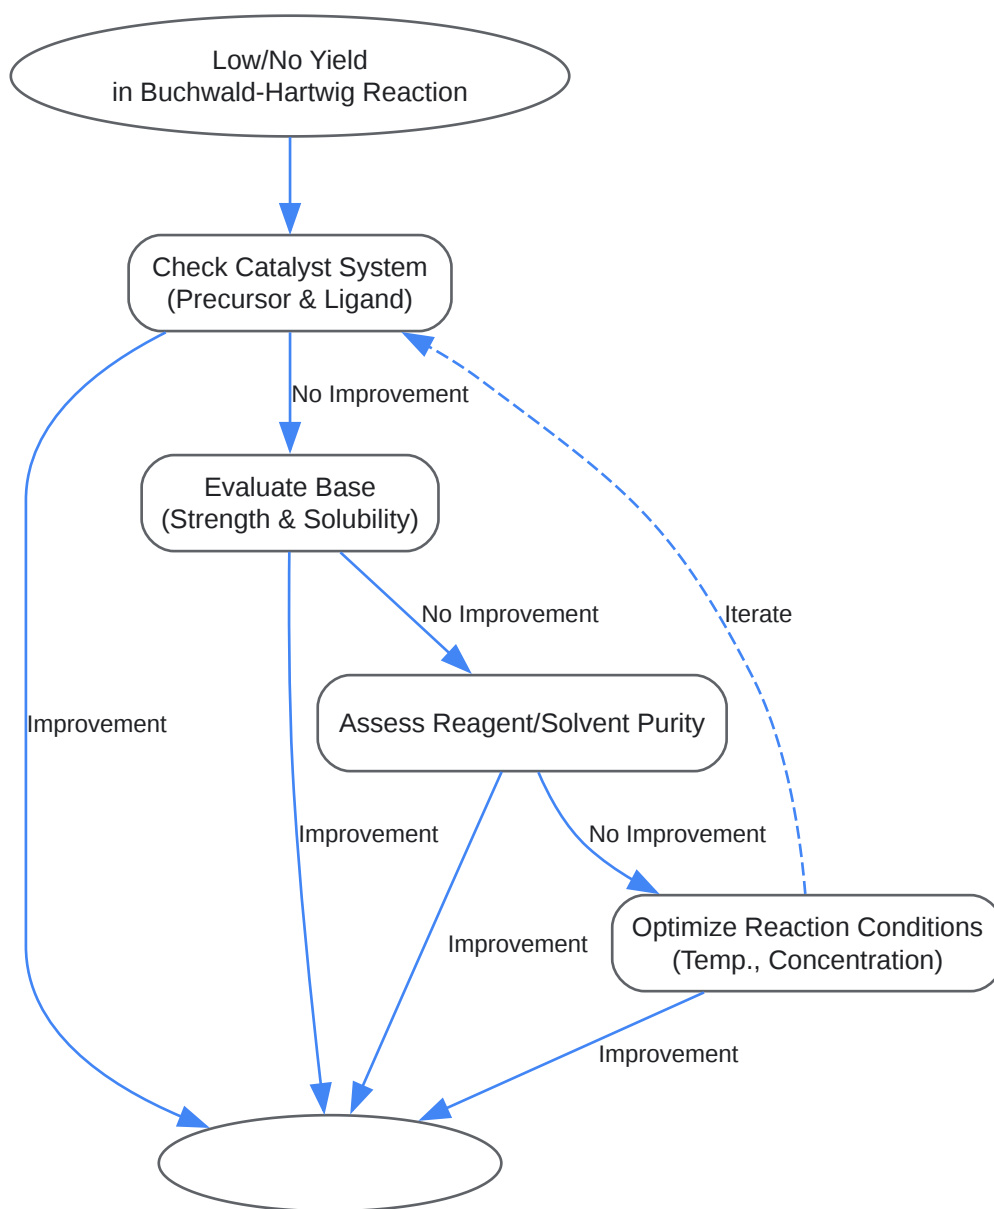 Low/No Yield
in Buchwald-Hartwig Reaction
Check Catalyst System
(Precursor & Ligand)
No Improvement
Evaluate Base
(Strength & Solubility)
No Improvement
Iterate
Improvement
Assess Reagent/Solvent Purity
Improvement
No Improvement
Optimize Reaction Conditions
(Temp., Concentration)
Improvement
Improvement